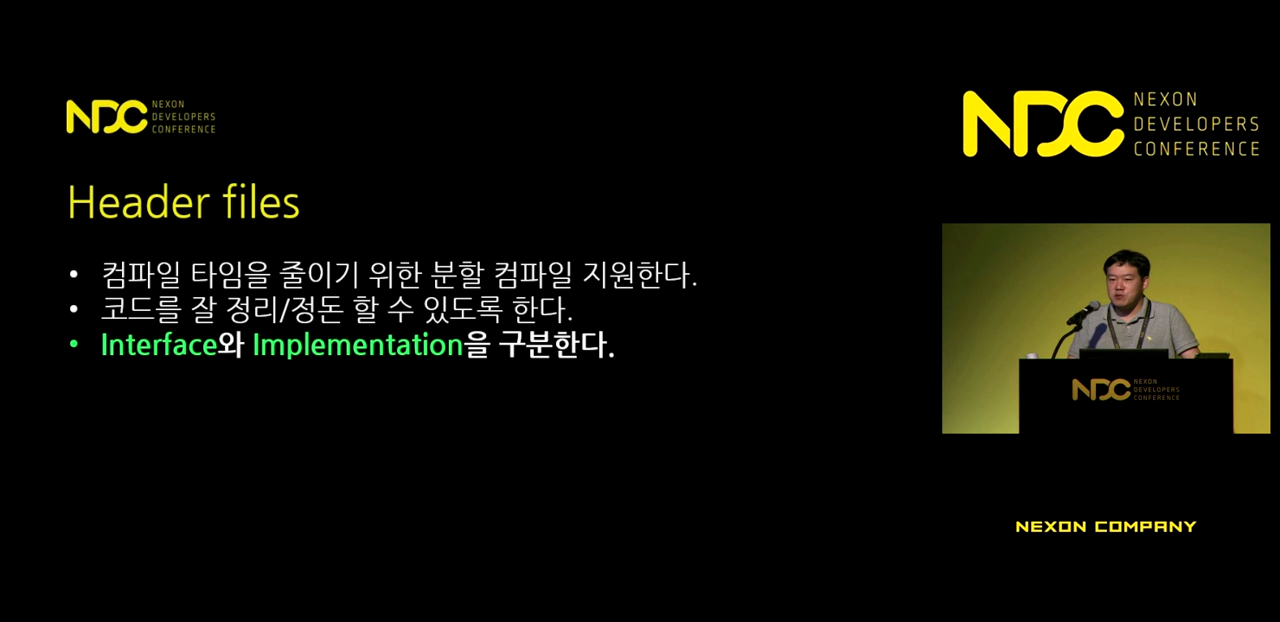 NDC NEXON
DEVELOPERS
CONFERENCE
Header files
• 컴파일 타임을 줄이기 위한 분할 컴파일 지원한다.
• 코드를 잘 정리/정돈 할 수 있도록 한다.
• Interface와 Implementation을 구분한다.
NDC NEXON
DEVELOPERS
CONFERENCE
NDC NEXON
DEVELOPERS
CONFERENCE
NEXON COMPANY